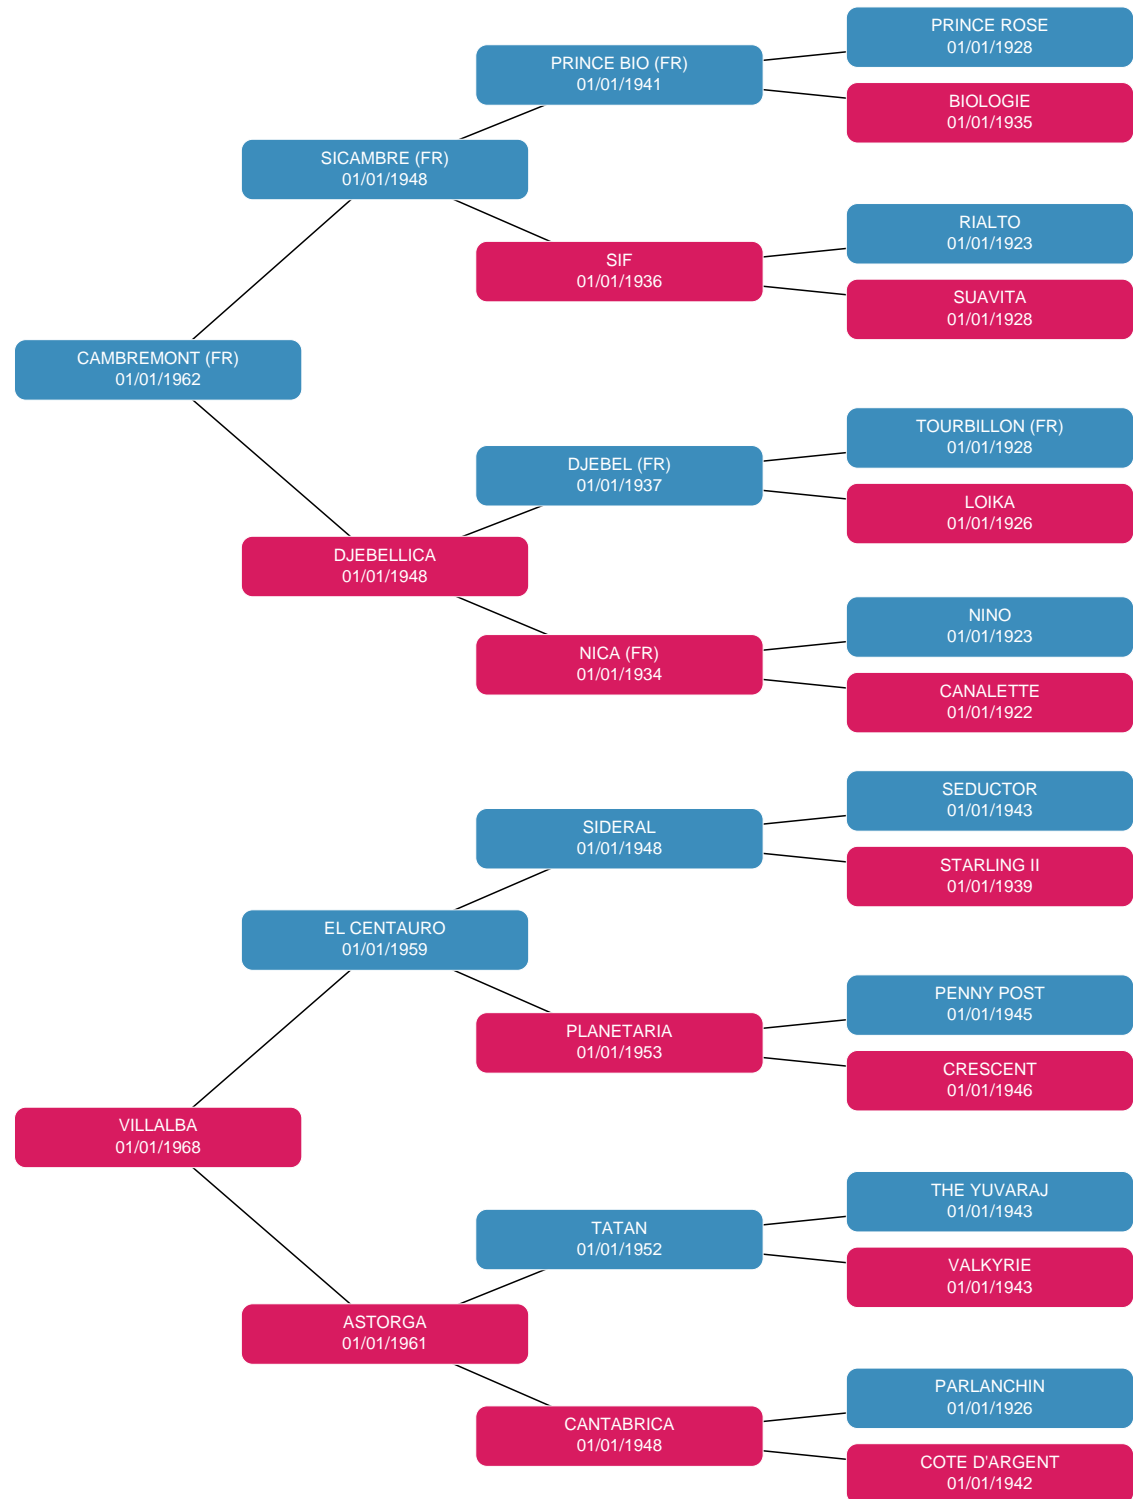 PRINCE ROSE
01/01/1928
PRINCE BIO (FR)
01/01/1941
BIOLOGIE
01/01/1935
SICAMBRE (FR)
01/01/1948
RIALTO
01/01/1923
SIF
01/01/1936
SUAVITA
01/01/1928
CAMBREMONT (FR)
01/01/1962
TOURBILLON (FR)
01/01/1928
DJEBEL (FR)
01/01/1937
LOIKA
01/01/1926
DJEBELLICA
01/01/1948
NINO
01/01/1923
NICA (FR)
01/01/1934
CANALETTE
01/01/1922
SEDUCTOR
01/01/1943
SIDERAL
01/01/1948
STARLING II
01/01/1939
EL CENTAURO
01/01/1959
PENNY POST
01/01/1945
PLANETARIA
01/01/1953
CRESCENT
01/01/1946
VILLALBA
01/01/1968
THE YUVARAJ
01/01/1943
TATAN
01/01/1952
VALKYRIE
01/01/1943
ASTORGA
01/01/1961
PARLANCHIN
01/01/1926
CANTABRICA
01/01/1948
COTE D'ARGENT
01/01/1942